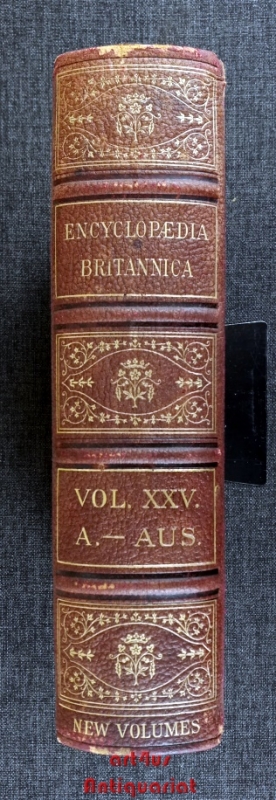 ENCYCLOPÆDIA
BRITANNICA
VOL. XXV.
A.— AUS.
NEW VOLUMES
art4us
Antiquariat